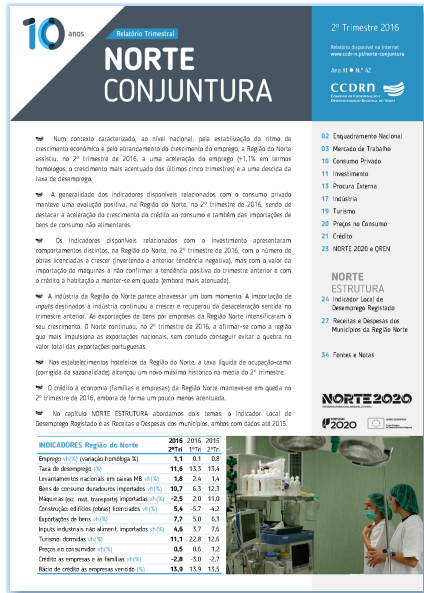 10 anos
Relatório Trimestral
NORTE
CONJUNTURA
2º Trimestre 2016
Relatório disponível na Internet
www.ccdr-n.pt/norte-conjuntura
Ano XI ● N.º 42
CCDRn
Comissão de Coordenação e
Desenvolvimento Regional do Norte
Num contexto caracterizado, ao nível nacional, pela estabilização do ritmo de
crescimento económico e pelo abrandamento do crescimento do emprego, a Região do Norte
assistiu, no 2º trimestre de 2016, a uma aceleração do emprego (+1,1% em termos
homólogos, o crescimento mais acentuado dos últimos cinco trimestres) e a uma descida da
taxa de desemprego.
A generalidade dos indicadores disponíveis relacionados com o consumo privado
manteve uma evolução positiva, na Região do Norte, no 2º trimestre de 2016, sendo de
destacar a aceleração do crescimento do crédito ao consumo e também das importações de
bens de consumo não alimentares.
Os indicadores disponíveis relacionados com o investimento apresentaram
comportamentos distintos, na Região do Norte, no 2º trimestre de 2016, com o número de
obras licenciadas a crescer (invertendo a anterior tendência negativa), mas com o valor da
importação de máquinas a não confirmar a tendência positiva do trimestre anterior e com
o crédito à habitação a manter-se em queda (embora mais atenuada).
A indústria da Região do Norte parece atravessar um bom momento. A importação de
inputs destinados à indústria continuou a crescer e recuperou da desaceleração sentida no
trimestre anterior. As exportações de bens por empresas da Região Norte intensificaram o
seu crescimento. O Norte continuou, no 2º trimestre de 2016, a afirmar-se como a região
que mais impulsiona as exportações nacionais, sem contudo conseguir evitar a quebra no
valor total das exportações portuguesas.
Nos estabelecimentos hoteleiros da Região do Norte, a taxa líquida de ocupação-cama
(corrigida da sazonalidade) alcançou um novo máximo histórico na média do 2º trimestre.
O crédito à economia (famílias e empresas) da Região Norte manteve-se em queda no
2º trimestre de 2016, embora de forma um pouco menos acentuada.
No capítulo NORTE ESTRUTURA abordamos dois temas: o Indicador Local de
Desemprego Registado e as Receitas e Despesas dos municípios, ambos com dados até 2015.
02 Enquadramento Nacional
03 Mercado de Trabalho
10 Consumo Privado
11 Investimento
13 Procura Externa
17 Indústria
19 Turismo
20 Preços no Consumo
21 Crédito
23 NORTE 2020 e QREN
NORTE
ESTRUTURA
24 Indicador Local de
Desemprego Registado
27 Receitas e Despesas dos
Municípios da Região Norte
34 Fontes e Notas
NORTE2020
PORTUGAL
2020
INDICADORES Região do Norte 2016 2ºTri 2016 1ºTri 2015 2ºTri
Emprego vh(%) (variação homóloga %) 1,1 0,1 0,8
Taxa de desemprego (%) 11,6 13,3 13,4
Levantamentos nacionais em caixas MB vh(%) 1,8 2,4 1,4
Bens de consumo duradouros importados vh(%) 10,7 6,3 12,3
Máquinas (exc. mat. transporte) importadas vh(%) -2,5 2,0 11,0
Construção: edifícios (obras) licenciados vh(%) 5,4 -5,7 -4,2
Exportações de bens vh(%) 7,7 5,0 6,3
Inputs industriais não aliment. importados vh(%) 4,6 3,7 7,6
Turismo: dormidas vh(%) 11,1 22,8 12,6
Preços no consumidor vh(%) 0,5 0,6 1,2
Crédito às empresas e às famílias vh(%) -2,8 -3,0 -2,7
Rácio de crédito às empresas vencido (%) 13,9 13,9 13,5